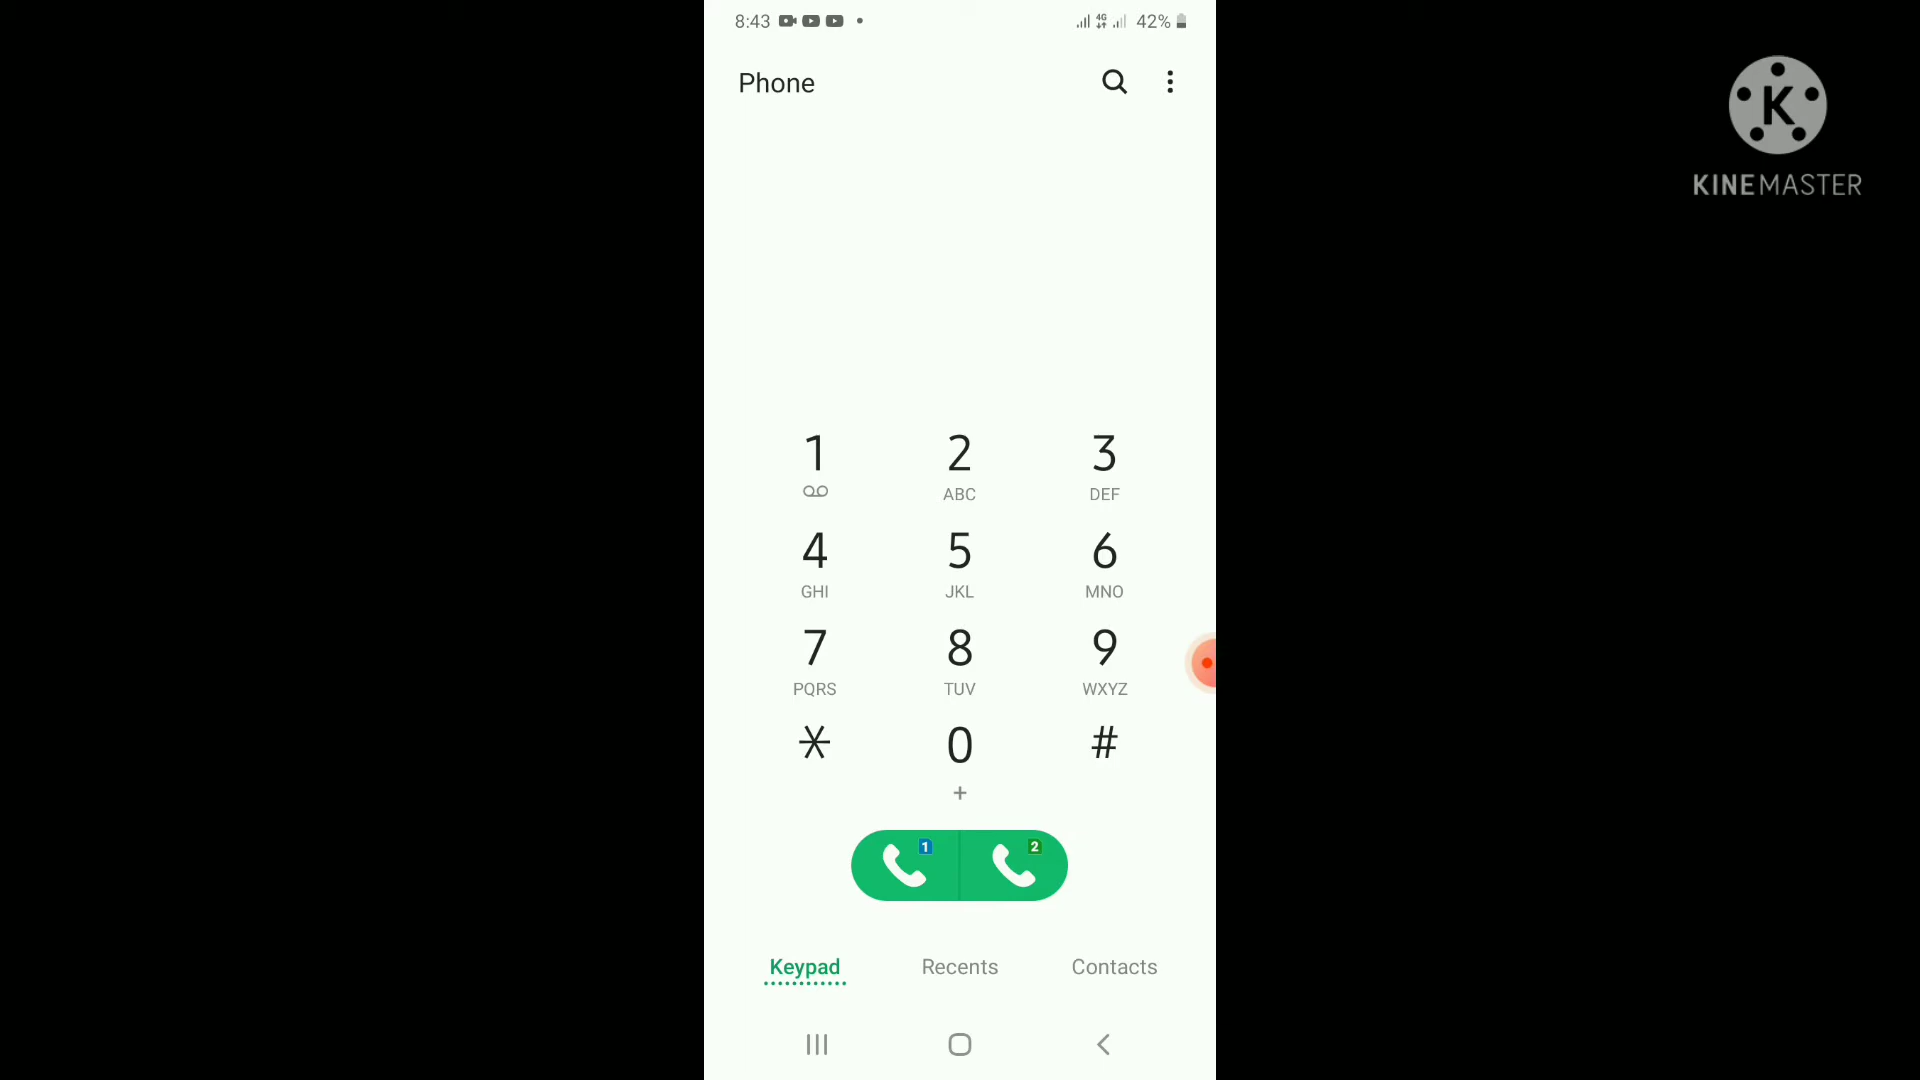 8:43
4G
42%
Phone
KINEMASTER
K
1
2
3
ABC
DEF
4
5
6
GHI
JKL
MNO
7
8
9
PQRS
TUV
WXYZ
*
0
#
+
1
2
Keypad
Recents
Contacts